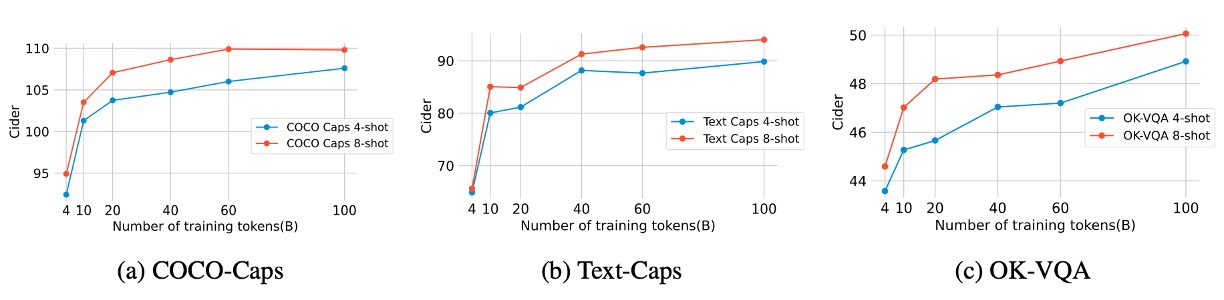 110
105
100
95
Cider
4 10 20 40 60 100
Number of training tokens(B)
COCO Caps 4-shot
COCO Caps 8-shot
(a) COCO-Caps
90
80
70
Cider
4 10 20 40 60 100
Number of training tokens(B)
Text Caps 4-shot
Text Caps 8-shot
(b) Text-Caps
50
48
46
44
Cider
4 10 20 40 60 100
Number of training tokens(B)
OK-VQA 4-shot
OK-VQA 8-shot
(c) OK-VQA